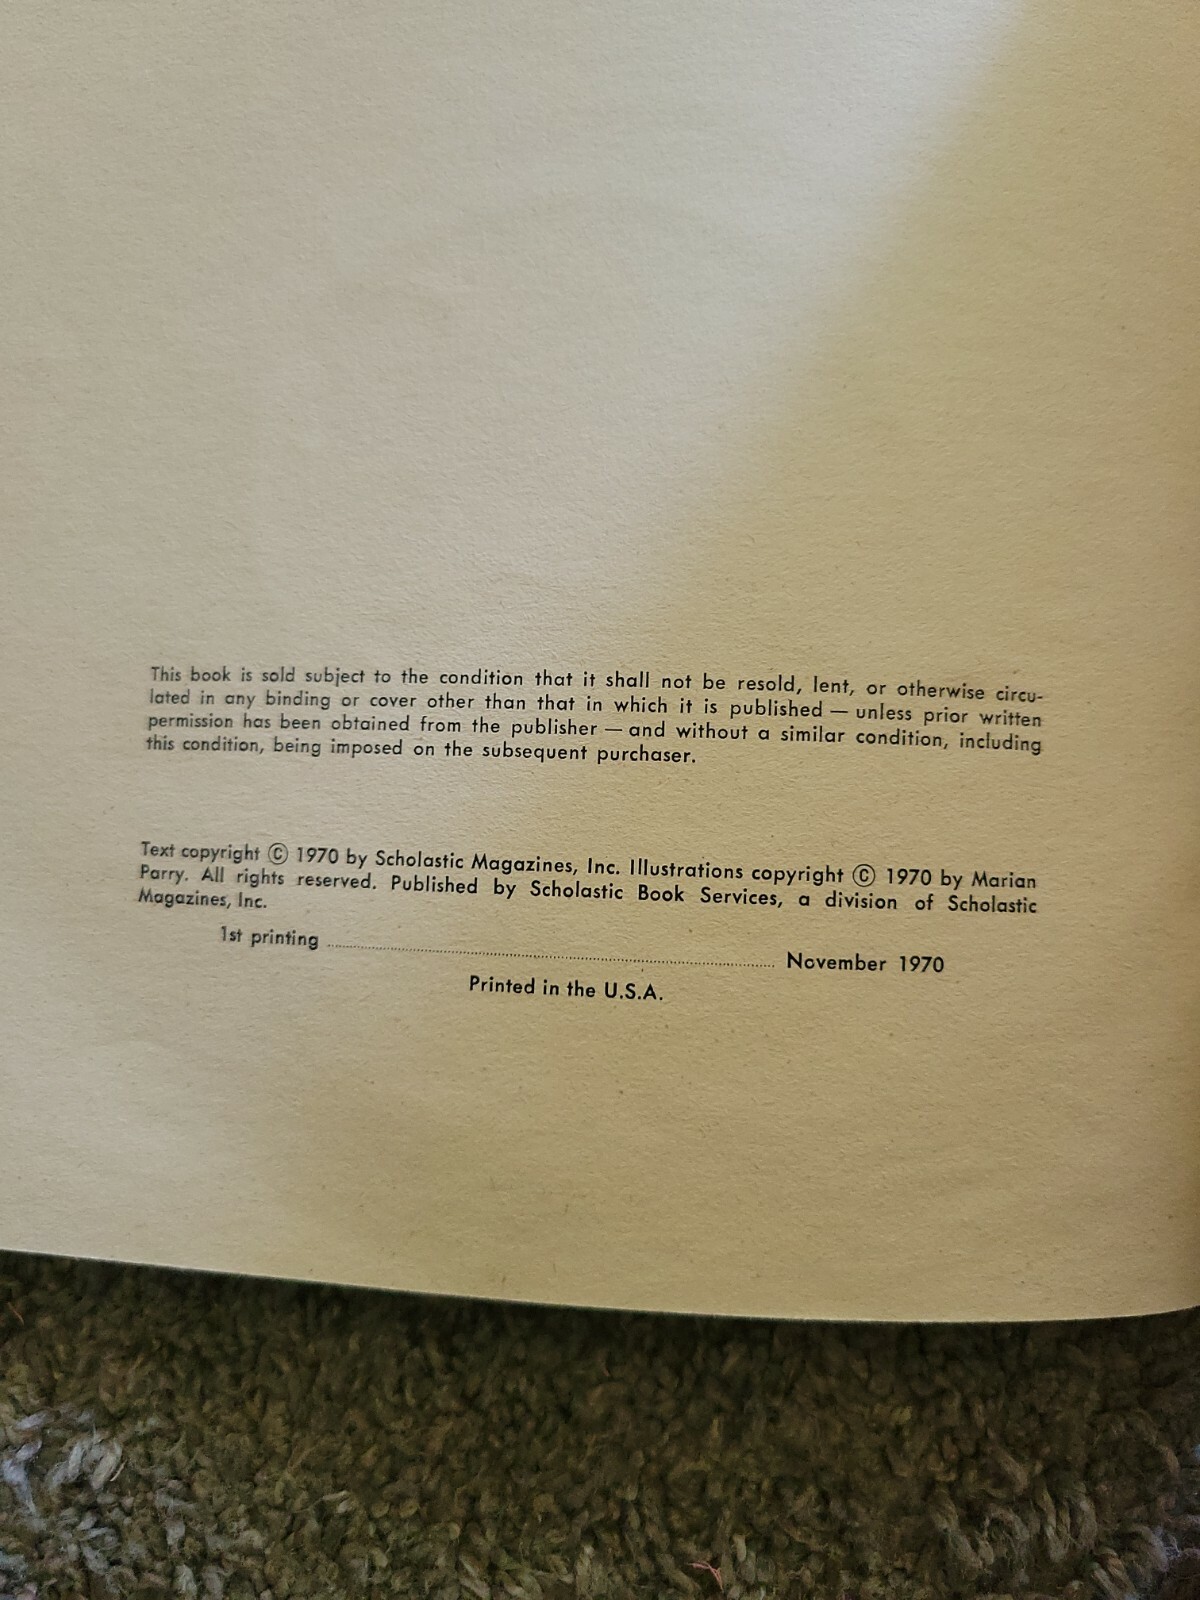 This book is sold subject to the condition that it shall not be resold, lent, or otherwise circu-
lated in any binding or cover other than that in which it is published — unless prior written
permission has been obtained from the publisher — and without a similar condition, including
this condition, being imposed on the subsequent purchaser.
Text copyright © 1970 by Scholastic Magazines, Inc. Illustrations copyright © 1970 by Marian
Parry. All rights reserved. Published by Scholastic Book Services, a division of Scholastic
Magazines, Inc.
1st printing ........................................ November 1970
Printed in the U.S.A.